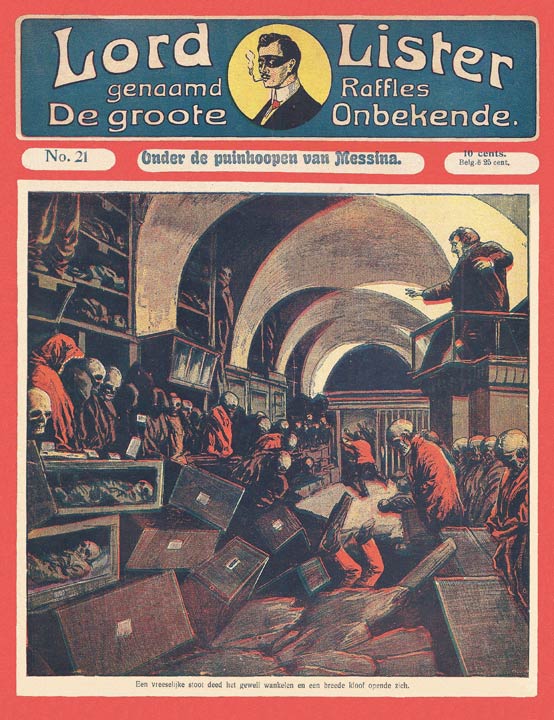 Lord Lister
genaamd Raffles
De groote Onbekende.
No. 21
Onder de puinhoopen van Messina.
10 cents.
Belg.ë 25 cent.
Een vreeselijke stoot deed het gewelf wankelen en een breede kloof opende zich.